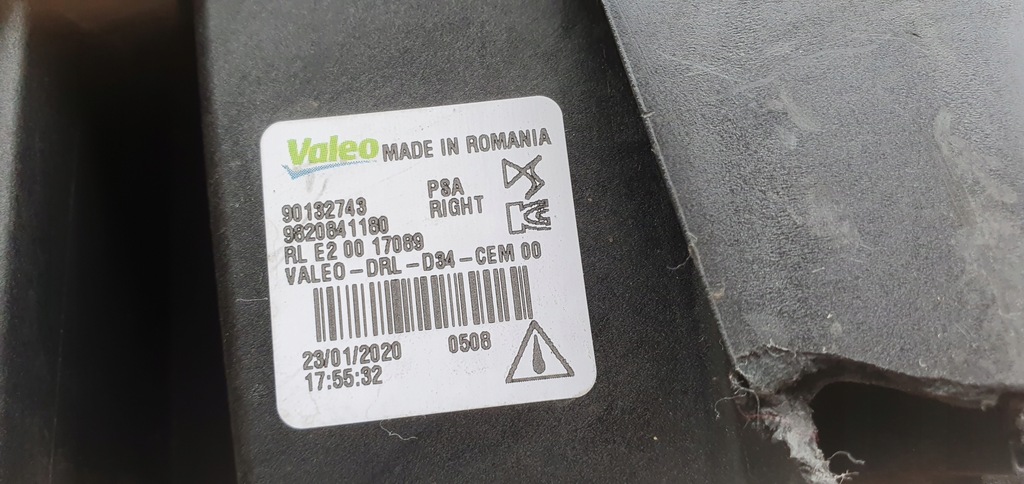 Valeo MADE IN ROMANIA
90132743 PSA
9820841180 RIGHT
RL E2 00 17089
VALEO-DRL-D34-CEM 00
23/01/2020 0508
17:55:32